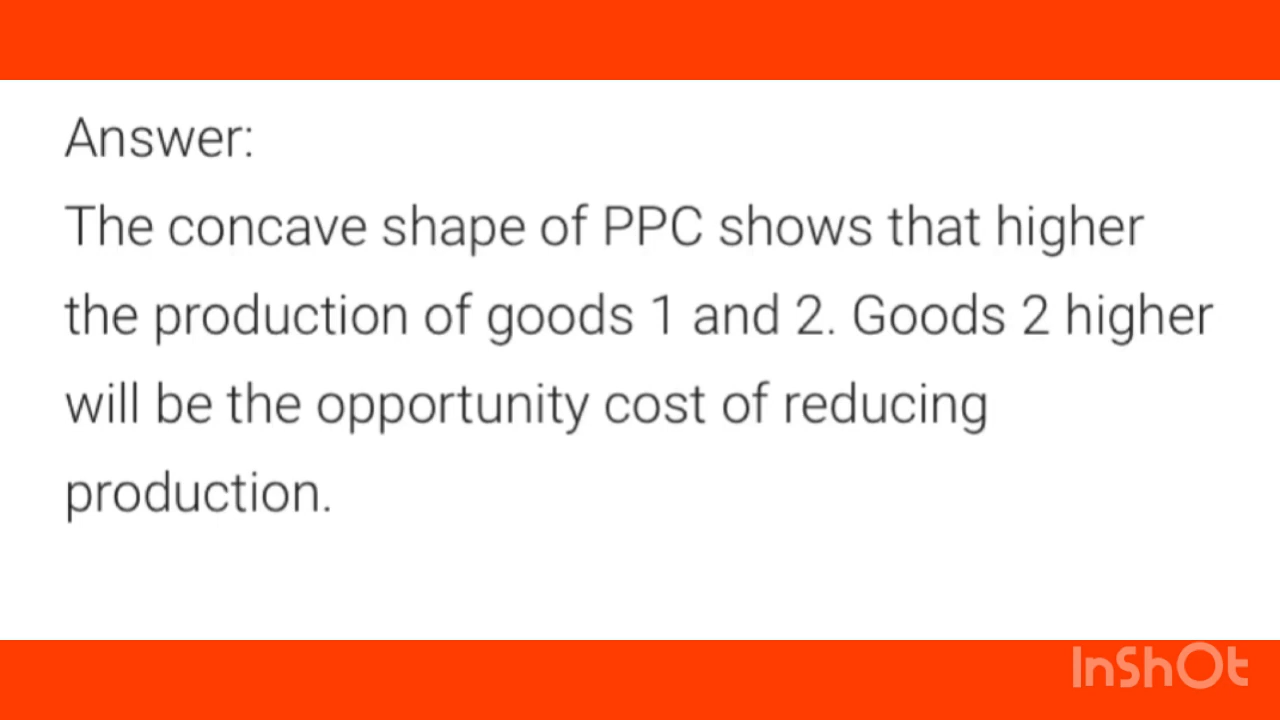 Answer:
The concave shape of PPC shows that higher
the production of goods 1 and 2. Goods 2 higher
will be the opportunity cost of reducing
production.
InShOt